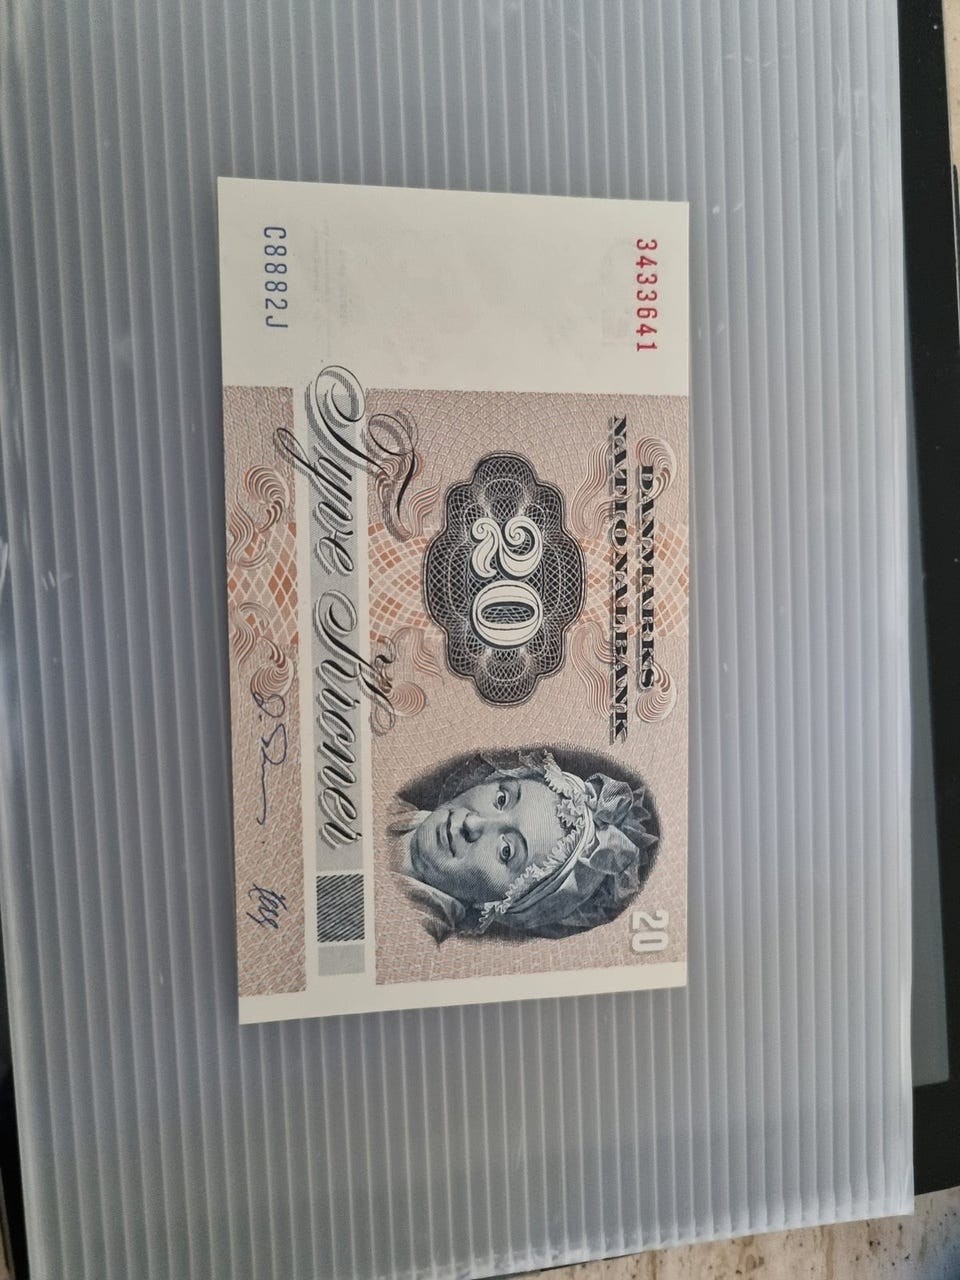 3433641
DANMARKS
NATIONALBANK
20
20
Tyve Kroner
C8882J